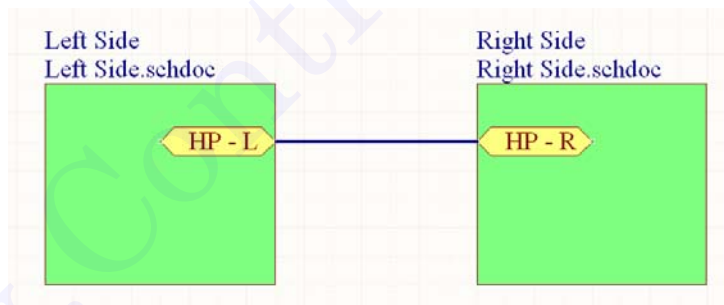 Left Side
Left Side.schdoc
HP - L
Right Side
Right Side.schdoc
HP - R